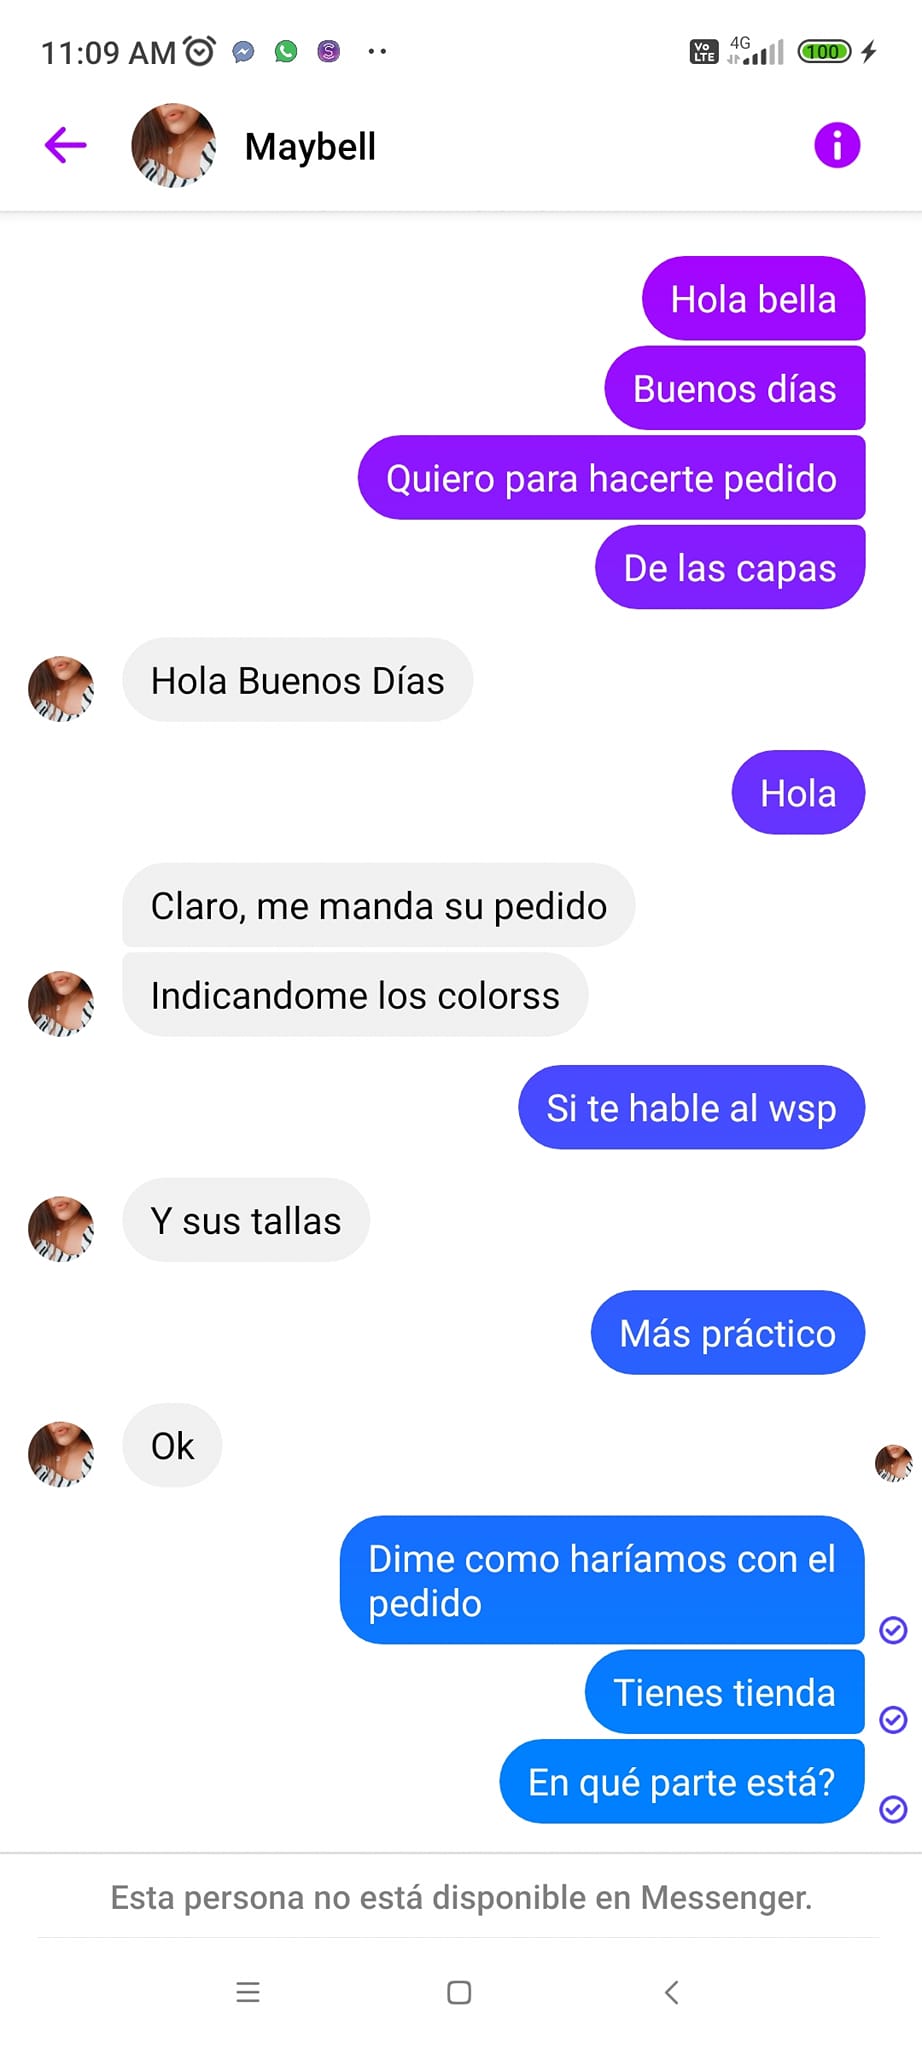 11:09 AM
Vo LTE 4G 100
Maybell
Hola bella
Buenos días
Quiero para hacerte pedido
De las capas
Hola Buenos Días
Hola
Claro, me manda su pedido
Indicandome los colorss
Si te hable al wsp
Y sus tallas
Más práctico
Ok
Dime como haríamos con el
pedido
Tienes tienda
En qué parte está?
Esta persona no está disponible en Messenger.